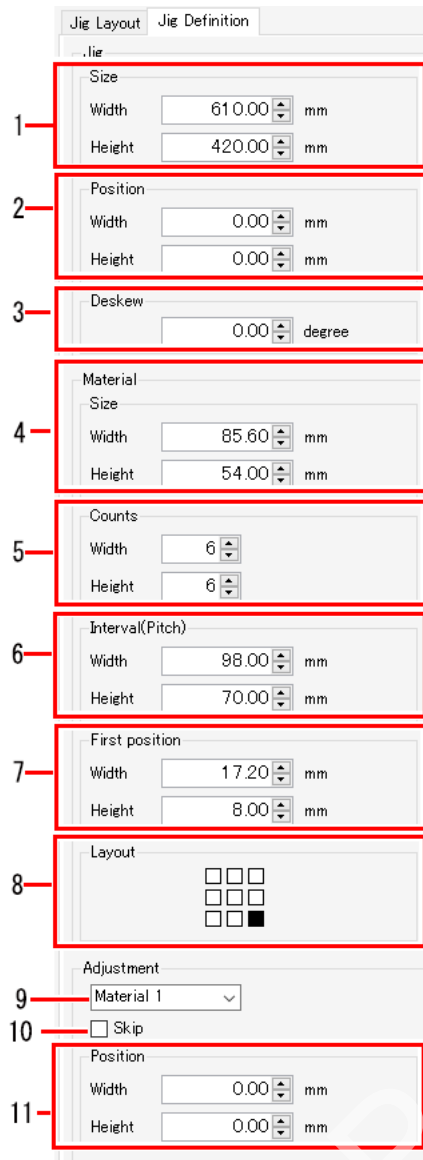 Jig Layout Jig Definition
Jig
Size
1 Width 610.00 mm
Height 420.00 mm
2 Position
Width 0.00 mm
Height 0.00 mm
3 Deskew
0.00 degree
Material
Size
4 Width 85.60 mm
Height 54.00 mm
Counts
5 Width 6
Height 6
Interval(Pitch)
6 Width 98.00 mm
Height 70.00 mm
First position
7 Width 17.20 mm
Height 8.00 mm
Layout
8
Adjustment
9 Material 1
10 Skip
Position
Width 0.00 mm
11 Height 0.00 mm